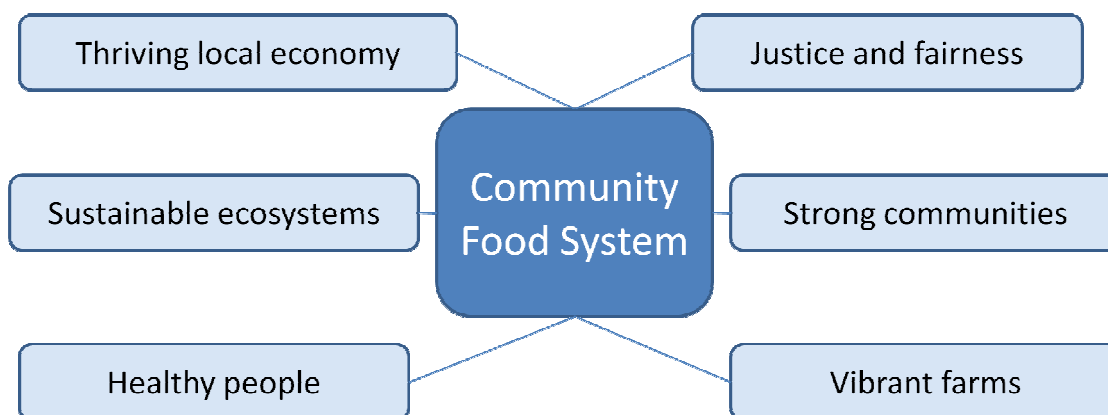 Thriving local economy
Justice and fairness
Community
Food System
Sustainable ecosystems
Strong communities
Healthy people
Vibrant farms